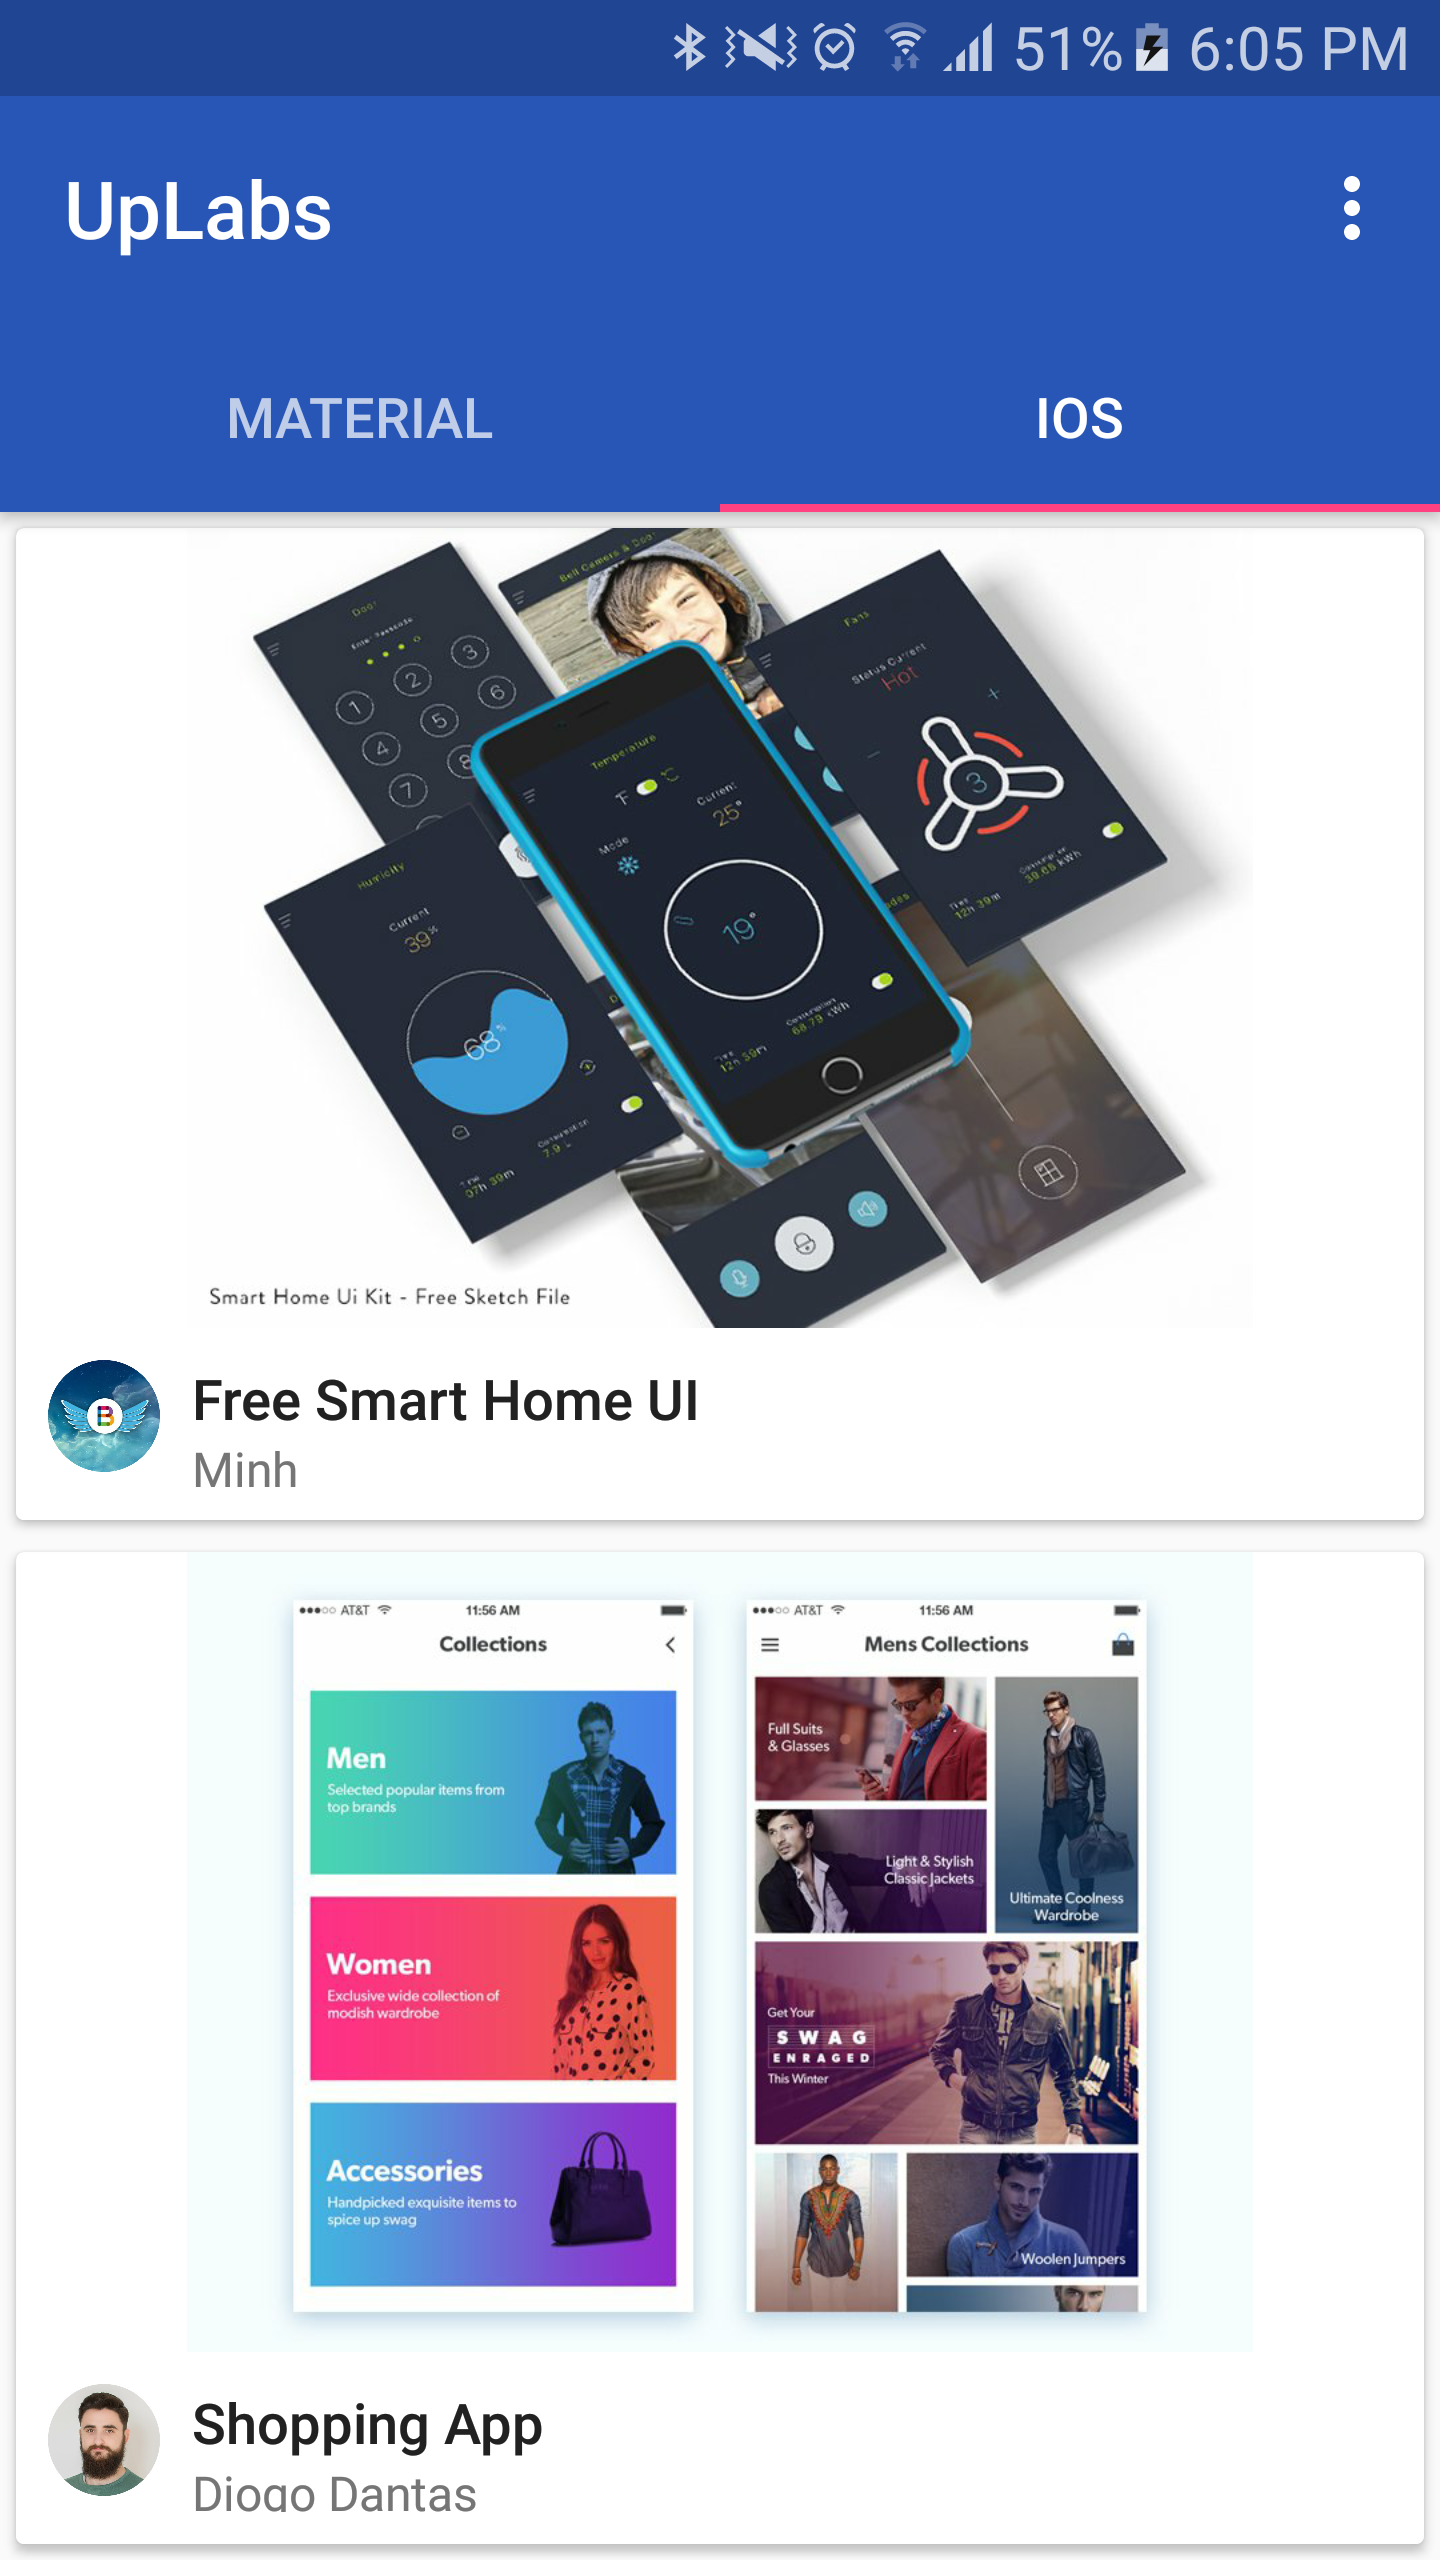 51% 6:05 PM
UpLabs
MATERIAL IOS
Door
Enter Passcode
1 2 3
4 5 6
7 8
Bell Camera & Door
Fans
Status Current
Hot
3
12h 39m
39.65 kWh
Temperature
°F °C
Current
25°
Mode
19°
Consumption
68.79 kWh
12h 59m
Humidity
Current
39%
68%
Consumption
7.9 L
07h 39m
Smart Home Ui Kit - Free Sketch File
Free Smart Home UI
Minh
AT&T 11:56 AM
Collections
Men
Selected popular items from
top brands
Women
Exclusive wide collection of
modish wardrobe
Accessories
Handpicked exquisite items to
spice up swag
AT&T 11:56 AM
Mens Collections
Full Suits
& Glasses
Light & Stylish
Classic Jackets
Ultimate Coolness
Wardrobe
Get Your
SWAG
ENRAGED
This Winter
Woolen Jumpers
B
Shopping App
Diogo Dantas